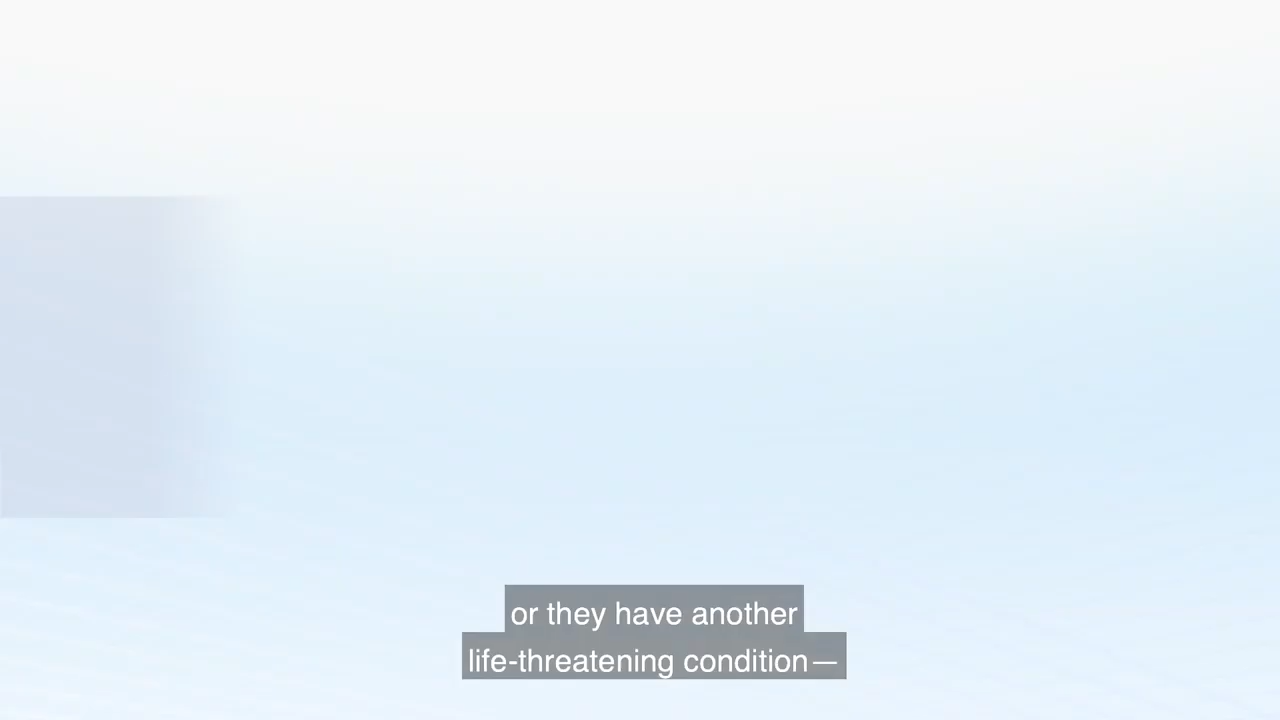 or they have another
life-threatening condition—